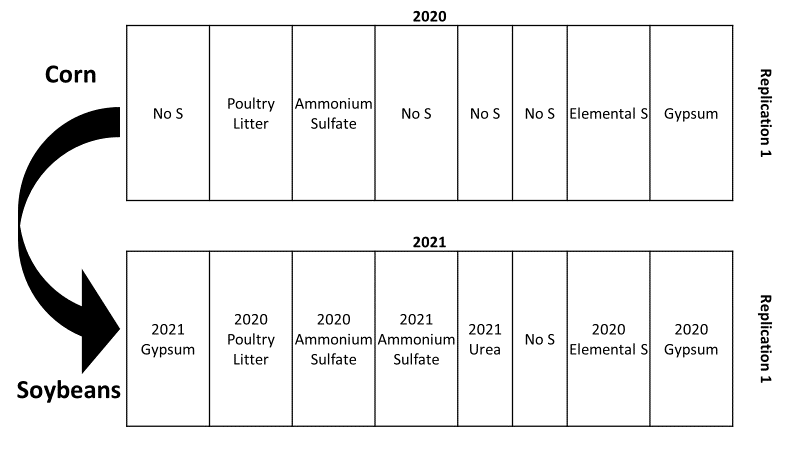 2020
Corn
No S
Poultry
Litter
Ammonium
Sulfate
No S
No S
No S
Elemental S
Gypsum
Replication 1
2021
2021
Gypsum
2020
Poultry
Litter
2020
Ammonium
Sulfate
2021
Ammonium
Sulfate
2021
Urea
No S
2020
Elemental S
2020
Gypsum
Replication 1
Soybeans